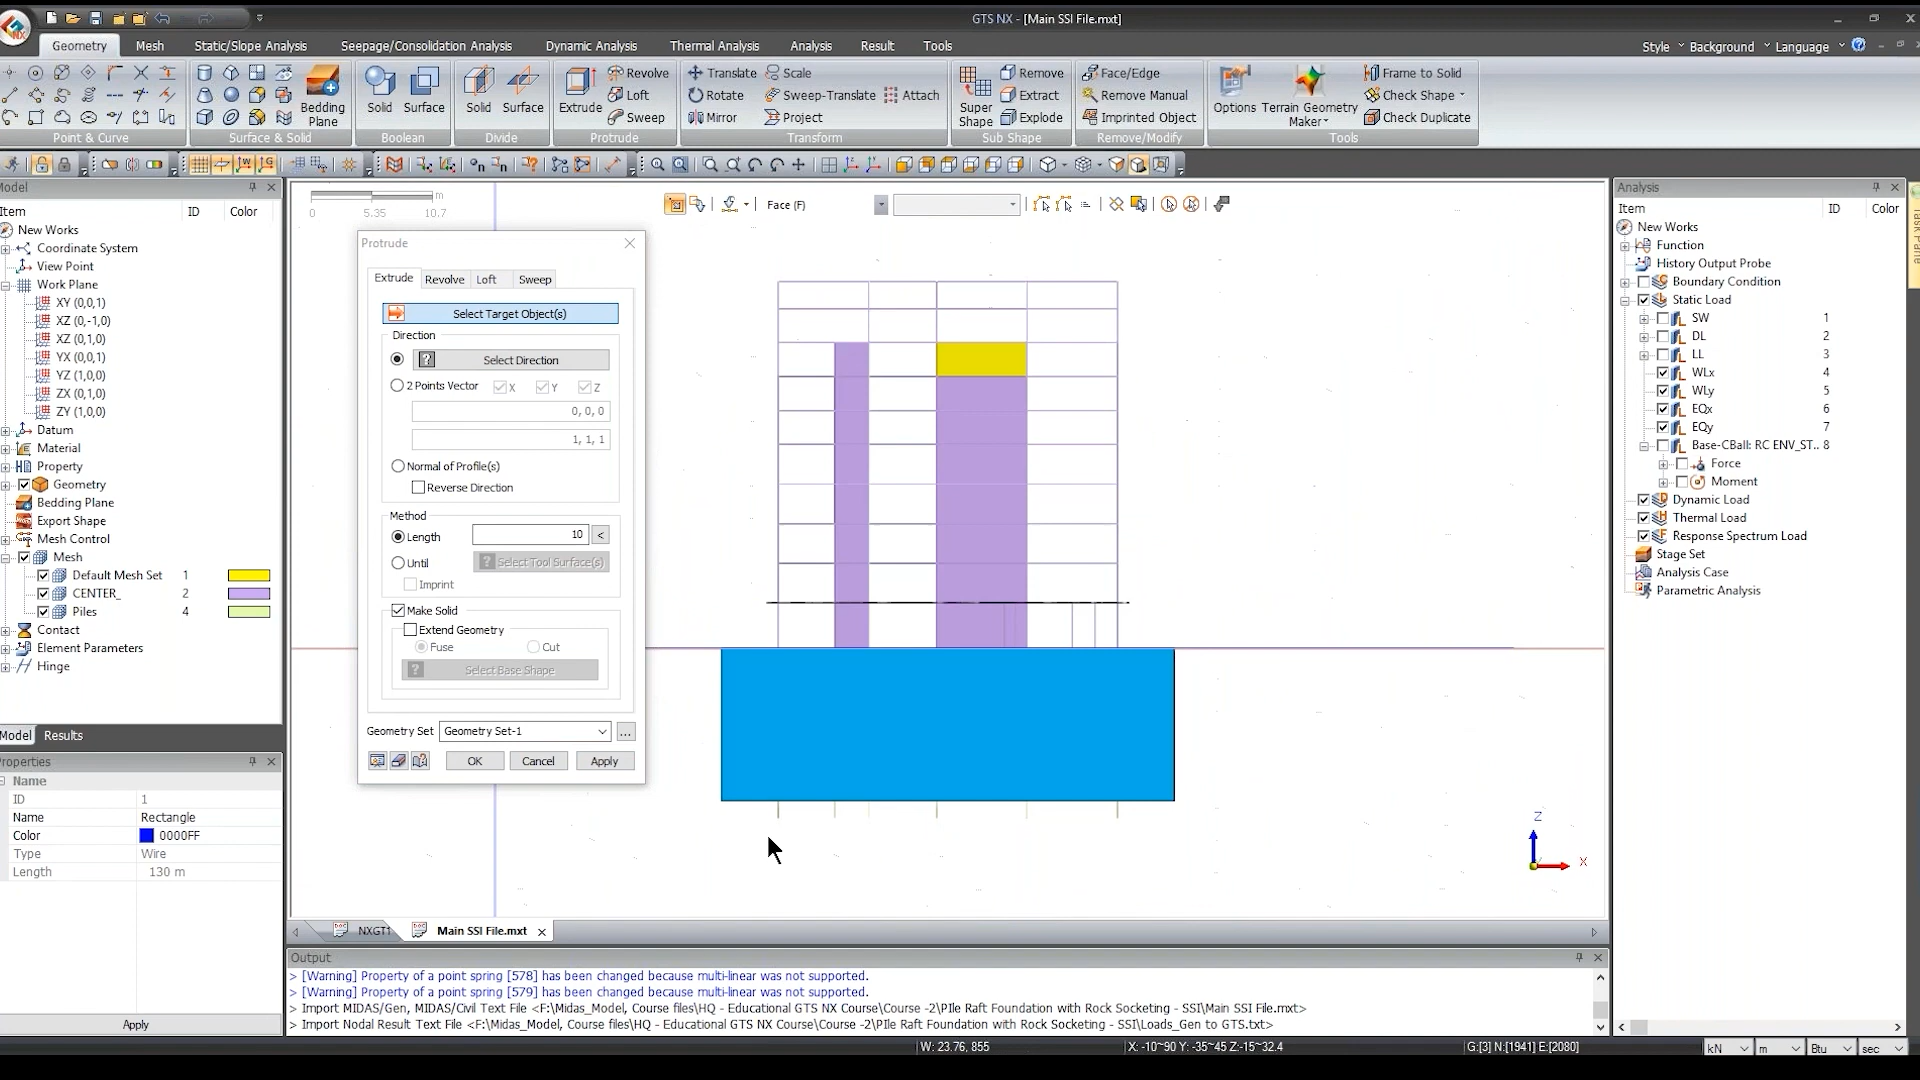 GTS NX - [Main SSI File.mxt]
Geometry Mesh Static/Slope Analysis Seepage/Consolidation Analysis Dynamic Analysis Thermal Analysis Analysis Result Tools
Style Background Language
Bedding Plane
Solid Surface
Solid Surface
Extrude
Revolve
Loft
Sweep
Translate Scale
Rotate Sweep-Translate Attach
Mirror Project
Super Shape
Remove
Extract
Explode
Face/Edge
Remove Manual
Imprinted Object
Options
Terrain Geometry Maker
Frame to Solid
Check Shape
Check Duplicate
Point & Curve Surface & Solid Boolean Divide Protrude Transform Sub Shape Remove/Modify Tools
Model
Item ID Color
New Works
Coordinate System
View Point
Work Plane
XY (0,0,1)
XZ (0,-1,0)
XZ (0,1,0)
YX (0,0,1)
YZ (1,0,0)
ZX (0,1,0)
ZY (1,0,0)
Datum
Material
Property
Geometry
Bedding Plane
Export Shape
Mesh Control
Mesh
Default Mesh Set 1
CENTER_ 2
Piles 4
Contact
Element Parameters
Hinge
Model Results
roperties
Name
ID 1
Name Rectangle
Color 0000FF
Type Wire
Length 130 m
Apply
m
0 5.35 10.7
Face (F)
Protrude
Extrude Revolve Loft Sweep
Select Target Object(s)
Direction
Select Direction
2 Points Vector X Y Z
0, 0, 0
1, 1, 1
Normal of Profile(s)
Reverse Direction
Method
Length 10 <
Until Select Tool Surface(s)
Imprint
Make Solid
Extend Geometry
Fuse Cut
Select Base Shape
Geometry Set Geometry Set-1 ...
OK Cancel Apply
Z
X
NXGT1 Main SSI File.mxt
Output
> [Warning] Property of a point spring [578] has been changed because multi-linear was not supported.
> [Warning] Property of a point spring [579] has been changed because multi-linear was not supported.
> Import MIDAS/Gen, MIDAS/Civil Text File <F:\Midas_Model, Course files\HQ - Educational GTS NX Course\Course -2\PIle Raft Foundation with Rock Socketing - SSI\Main SSI File.mxt>
> Import Nodal Result Text File <F:\Midas_Model, Course files\HQ - Educational GTS NX Course\Course -2\PIle Raft Foundation with Rock Socketing - SSI\Loads_Gen to GTS.txt>
Analysis
Item ID Color
New Works
Function
History Output Probe
Boundary Condition
Static Load
SW 1
DL 2
LL 3
WLx 4
WLy 5
EQx 6
EQy 7
Base-CBall: RC ENV_ST.. 8
Force
Moment
Dynamic Load
Thermal Load
Response Spectrum Load
Stage Set
Analysis Case
Parametric Analysis
W: 23.76, 855 X: -10~90 Y: -35~45 Z:-15~32.4 G:[3] N:[1941] E:[2080] kN m Btu sec